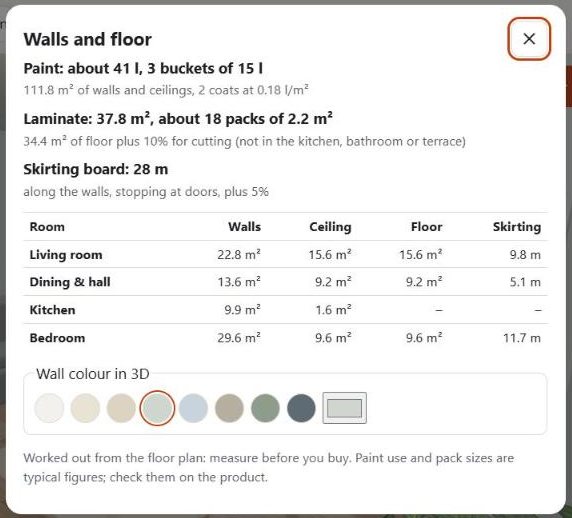 Walls and floor
Paint: about 41 l, 3 buckets of 15 l
111.8 m² of walls and ceilings, 2 coats at 0.18 l/m²
Laminate: 37.8 m², about 18 packs of 2.2 m²
34.4 m² of floor plus 10% for cutting (not in the kitchen, bathroom or terrace)
Skirting board: 28 m
along the walls, stopping at doors, plus 5%
Room Walls Ceiling Floor Skirting
Living room 22.8 m² 15.6 m² 15.6 m² 9.8 m
Dining & hall 13.6 m² 9.2 m² 9.2 m² 5.1 m
Kitchen 9.9 m² 1.6 m² – –
Bedroom 29.6 m² 9.6 m² 9.6 m² 11.7 m
Wall colour in 3D
Worked out from the floor plan: measure before you buy. Paint use and pack sizes are
typical figures; check them on the product.